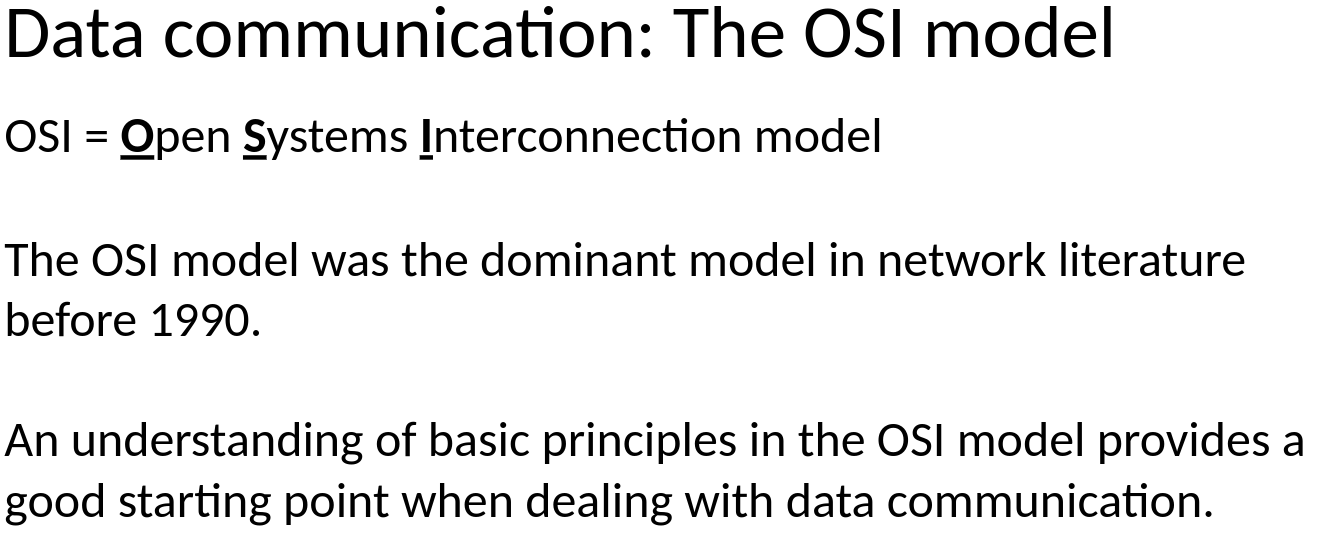 Data communication: The OSI model
OSI = Open Systems Interconnection model
The OSI model was the dominant model in network literature
before 1990.
An understanding of basic principles in the OSI model provides a
good starting point when dealing with data communication.